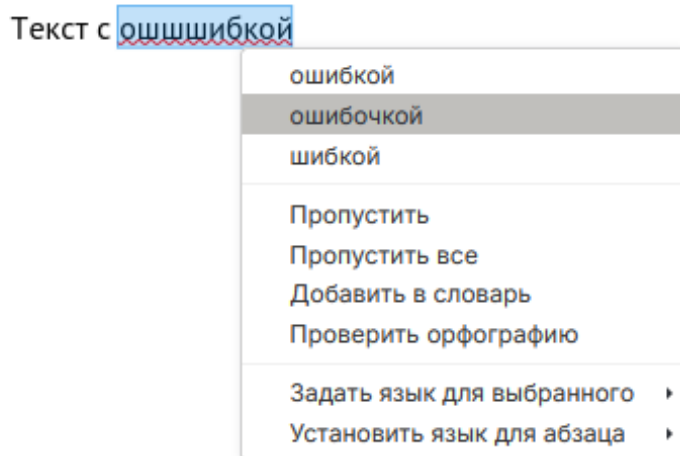 Текст с ошшшибкой
ошибкой
ошибочкой
шибкой
Пропустить
Пропустить все
Добавить в словарь
Проверить орфографию
Задать язык для выбранного
Установить язык для абзаца